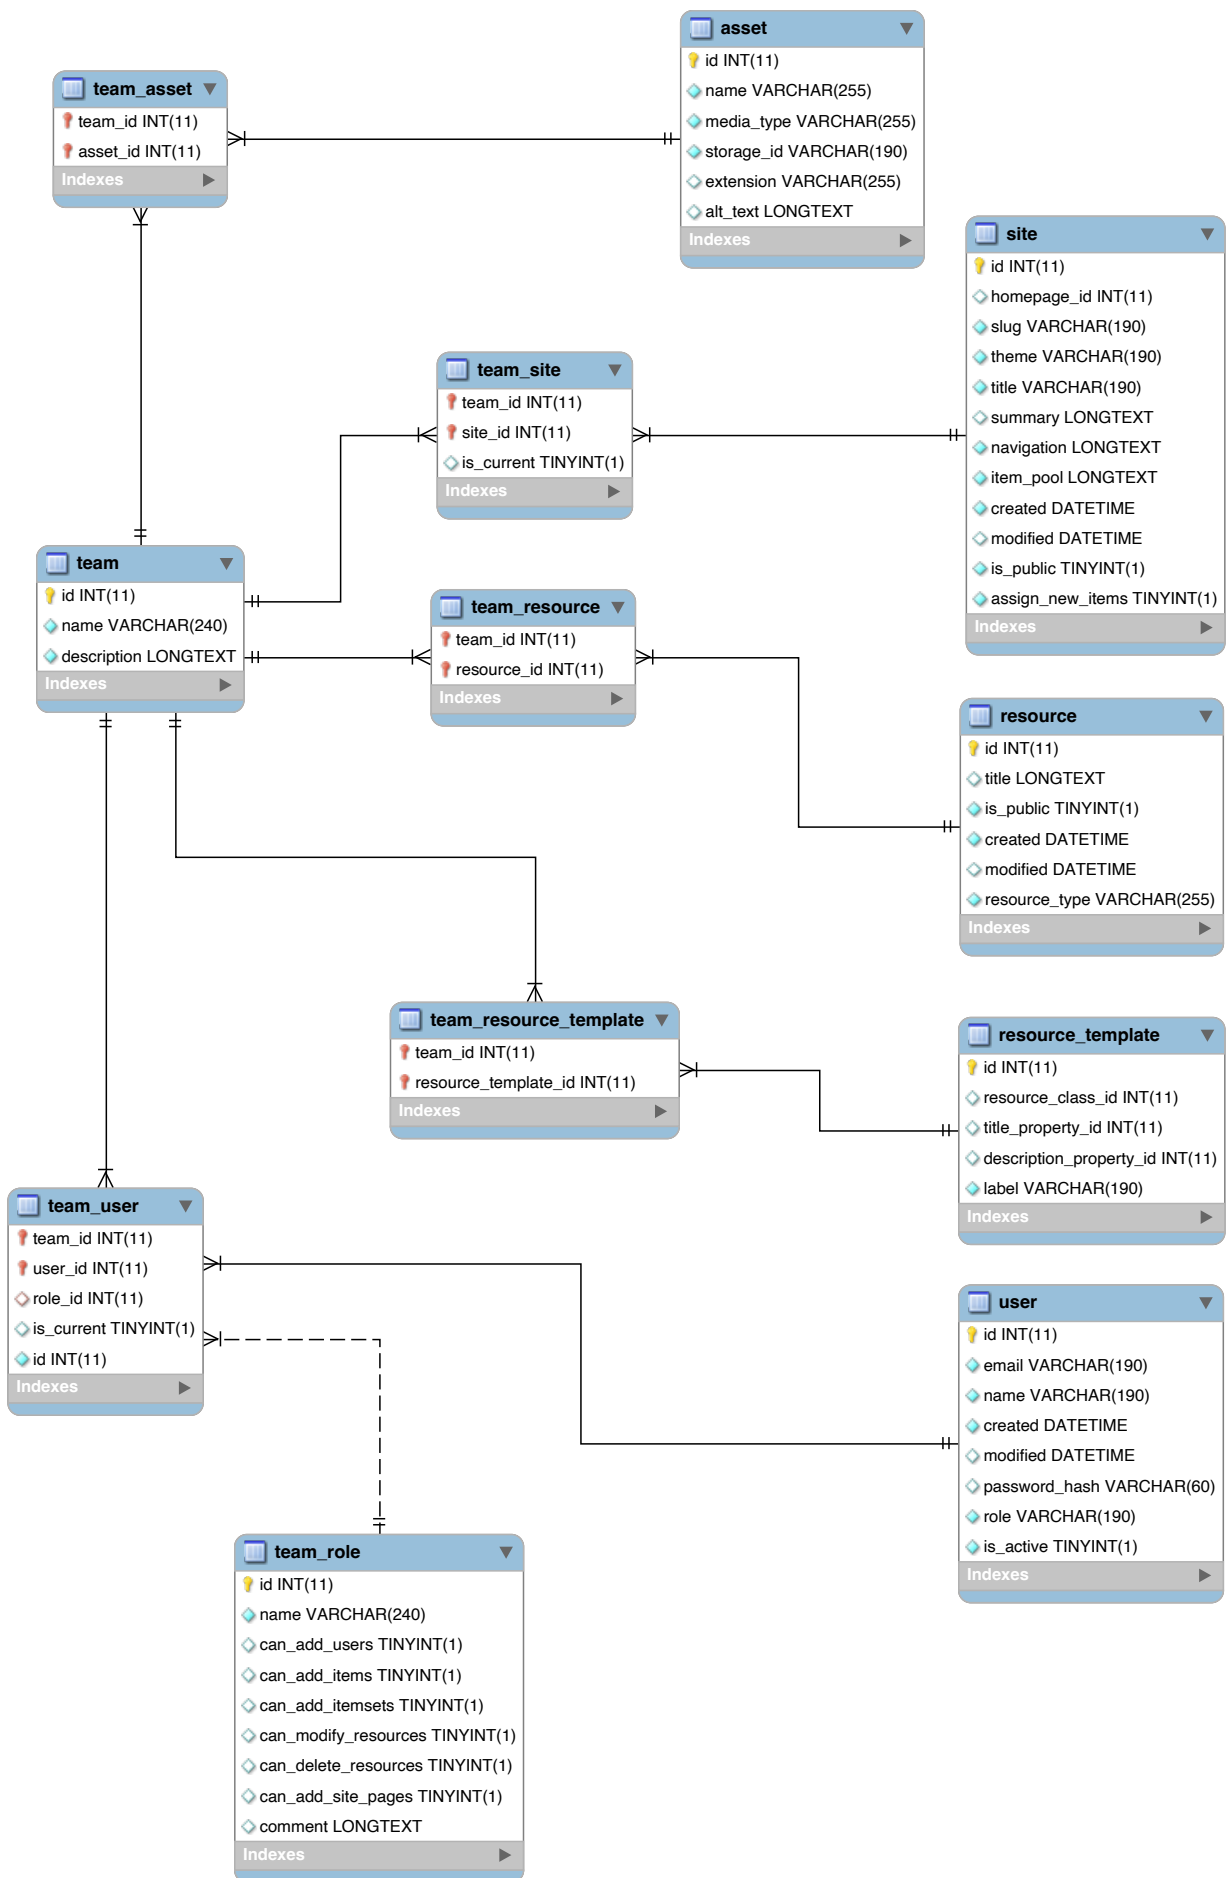 asset
id INT(11)
name VARCHAR(255)
media_type VARCHAR(255)
storage_id VARCHAR(190)
extension VARCHAR(255)
alt_text LONGTEXT
Indexes
team_asset
team_id INT(11)
asset_id INT(11)
Indexes
site
id INT(11)
homepage_id INT(11)
slug VARCHAR(190)
theme VARCHAR(190)
title VARCHAR(190)
summary LONGTEXT
navigation LONGTEXT
item_pool LONGTEXT
created DATETIME
modified DATETIME
is_public TINYINT(1)
assign_new_items TINYINT(1)
Indexes
team_site
team_id INT(11)
site_id INT(11)
is_current TINYINT(1)
Indexes
team
id INT(11)
name VARCHAR(240)
description LONGTEXT
Indexes
team_resource
team_id INT(11)
resource_id INT(11)
Indexes
resource
id INT(11)
title LONGTEXT
is_public TINYINT(1)
created DATETIME
modified DATETIME
resource_type VARCHAR(255)
Indexes
team_resource_template
team_id INT(11)
resource_template_id INT(11)
Indexes
resource_template
id INT(11)
resource_class_id INT(11)
title_property_id INT(11)
description_property_id INT(11)
label VARCHAR(190)
Indexes
team_user
team_id INT(11)
user_id INT(11)
role_id INT(11)
is_current TINYINT(1)
id INT(11)
Indexes
user
id INT(11)
email VARCHAR(190)
name VARCHAR(190)
created DATETIME
modified DATETIME
password_hash VARCHAR(60)
role VARCHAR(190)
is_active TINYINT(1)
Indexes
team_role
id INT(11)
name VARCHAR(240)
can_add_users TINYINT(1)
can_add_items TINYINT(1)
can_add_itemsets TINYINT(1)
can_modify_resources TINYINT(1)
can_delete_resources TINYINT(1)
can_add_site_pages TINYINT(1)
comment LONGTEXT
Indexes